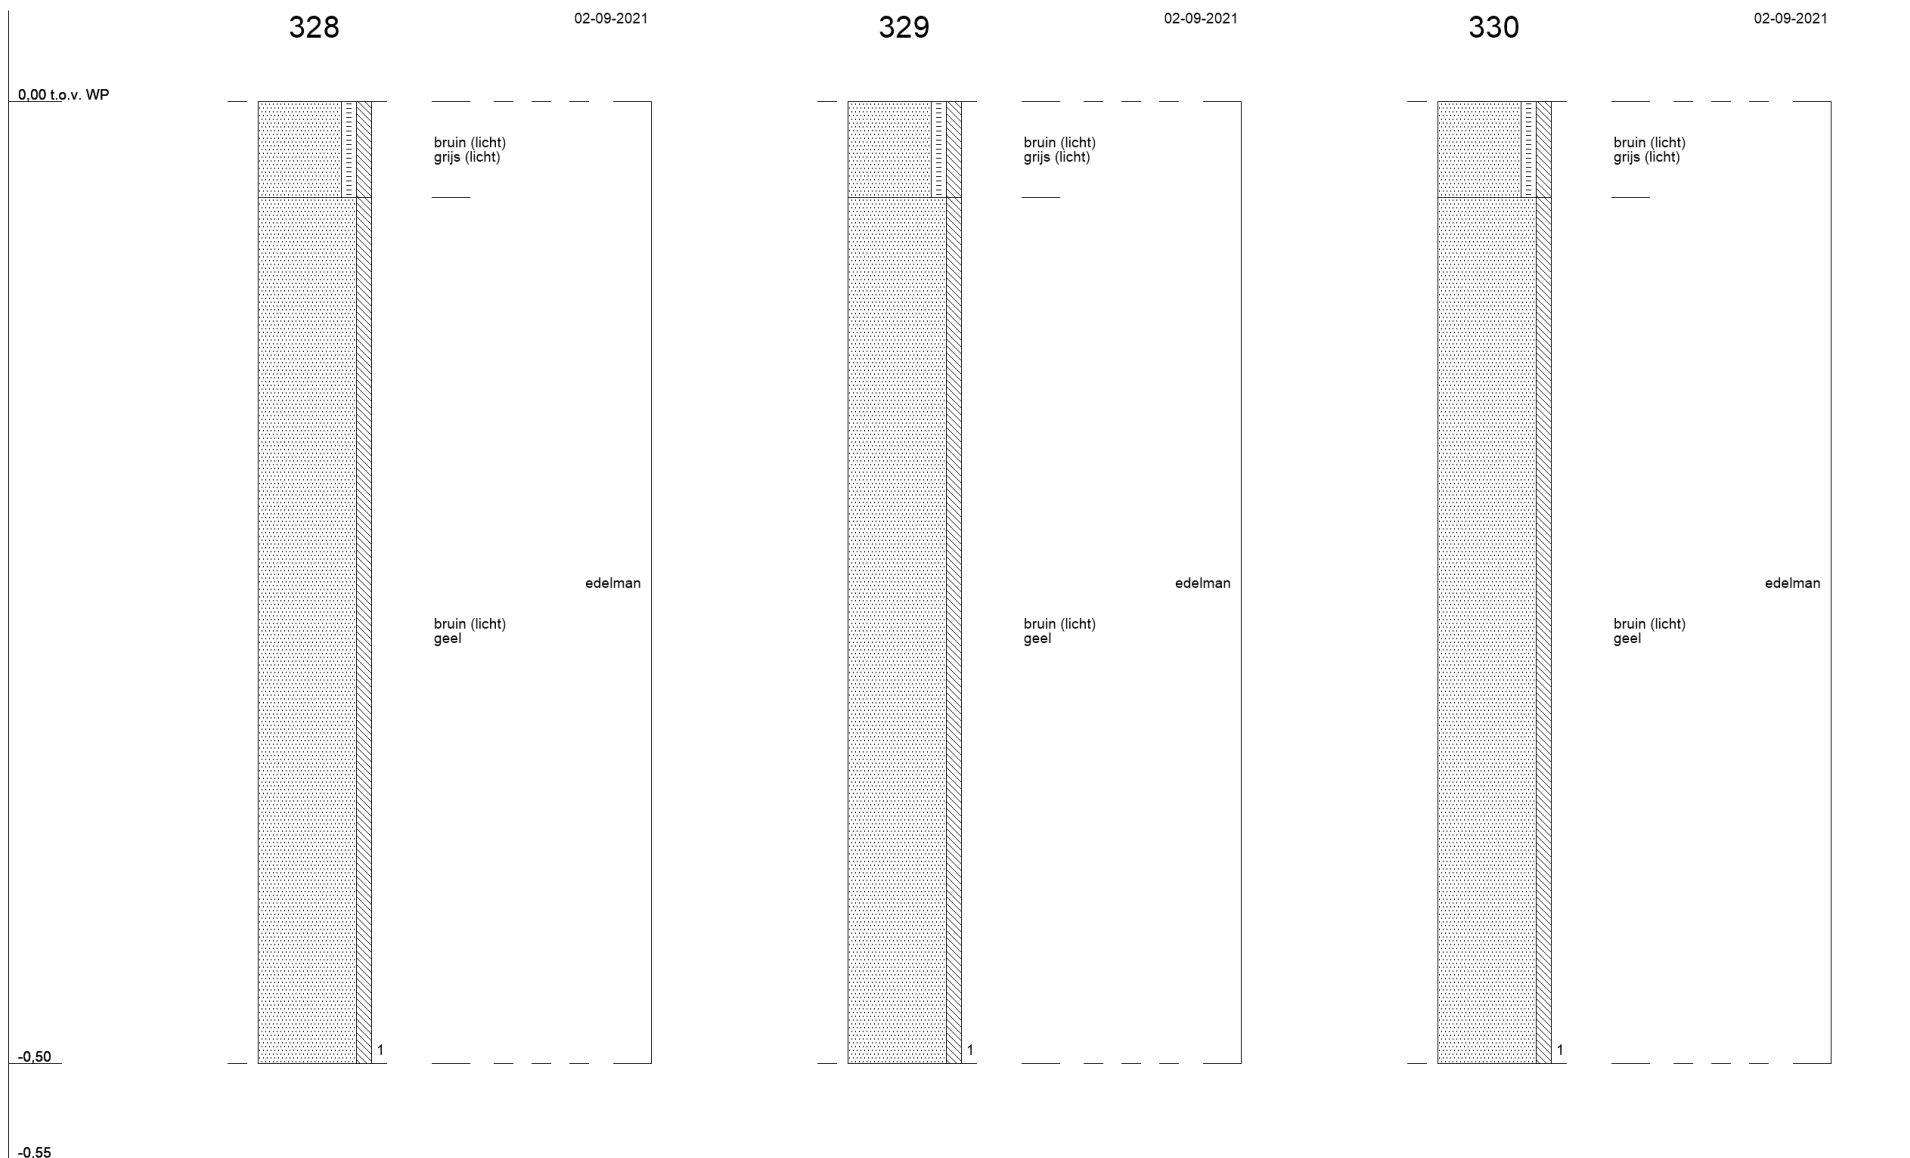 328
02-09-2021
329
02-09-2021
330
02-09-2021
0,00 t.o.v. WP
bruin (licht)
grijs (licht)
bruin (licht)
grijs (licht)
bruin (licht)
grijs (licht)
edelman
edelman
edelman
bruin (licht)
geel
bruin (licht)
geel
bruin (licht)
geel
1
1
1
-0,50
-0,55